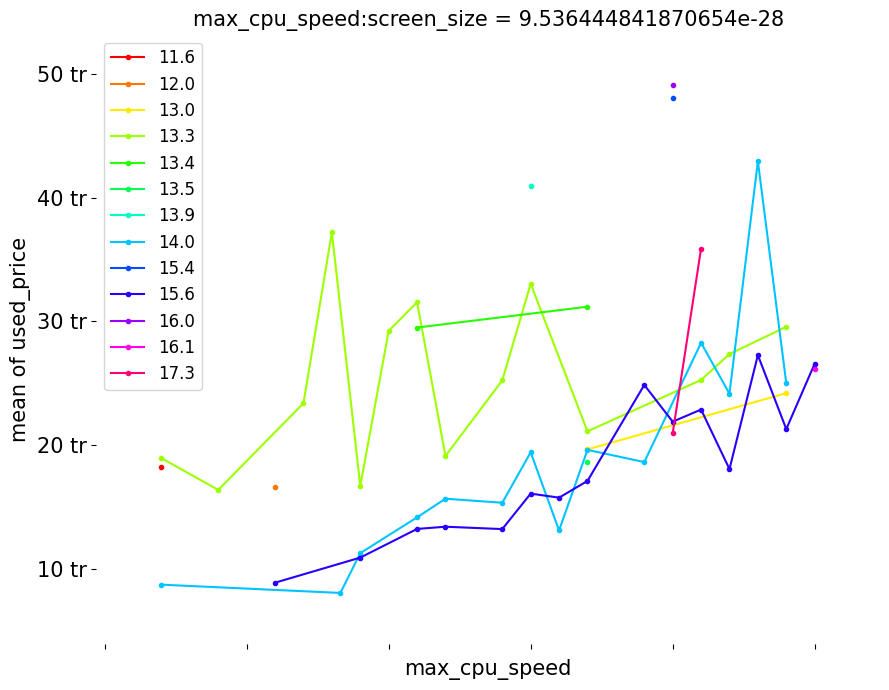 max_cpu_speed:screen_size = 9.536444841870654e-28
50 tr
40 tr
30 tr
20 tr
10 tr
mean of used_price
11.6
12.0
13.0
13.3
13.4
13.5
13.9
14.0
15.4
15.6
16.0
16.1
17.3
max_cpu_speed